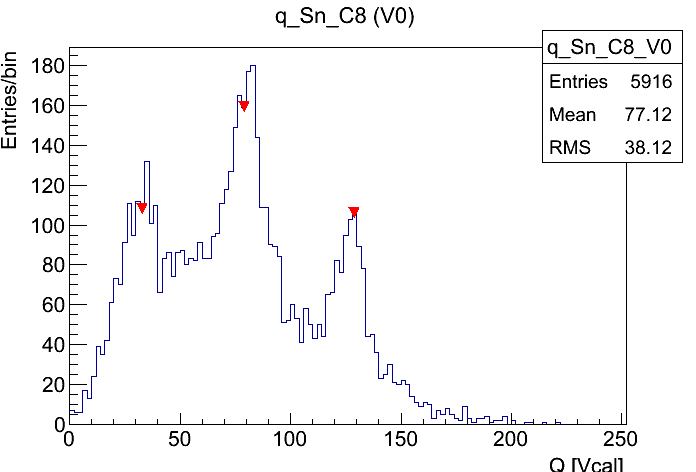 q_Sn_C8 (V0)
q_Sn_C8_V0
Entries 5916
Mean 77.12
RMS 38.12
Entries/bin
180
160
140
120
100
80
60
40
20
0
0 50 100 150 200 250
Q [Vcal]